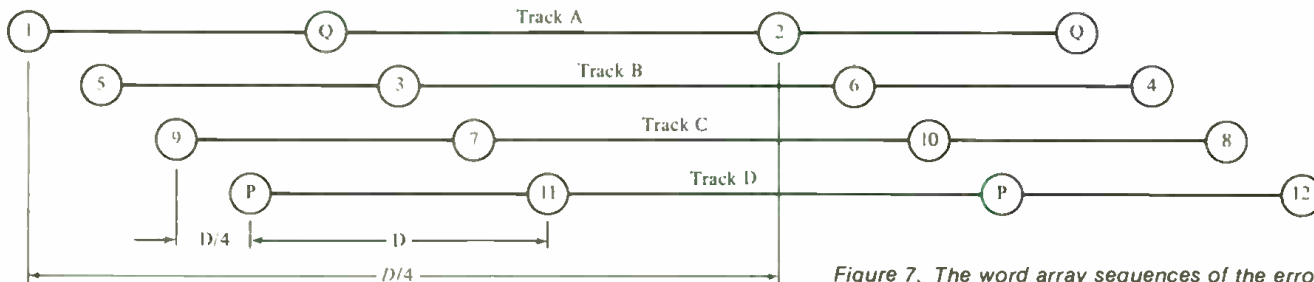 Track A
1 Q 2 Q
Track B
5 3 6 4
Track C
9 7 10 8
Track D
P 11 P 12
D/4 D
D/4
Figure 7. The word array sequences of the erro